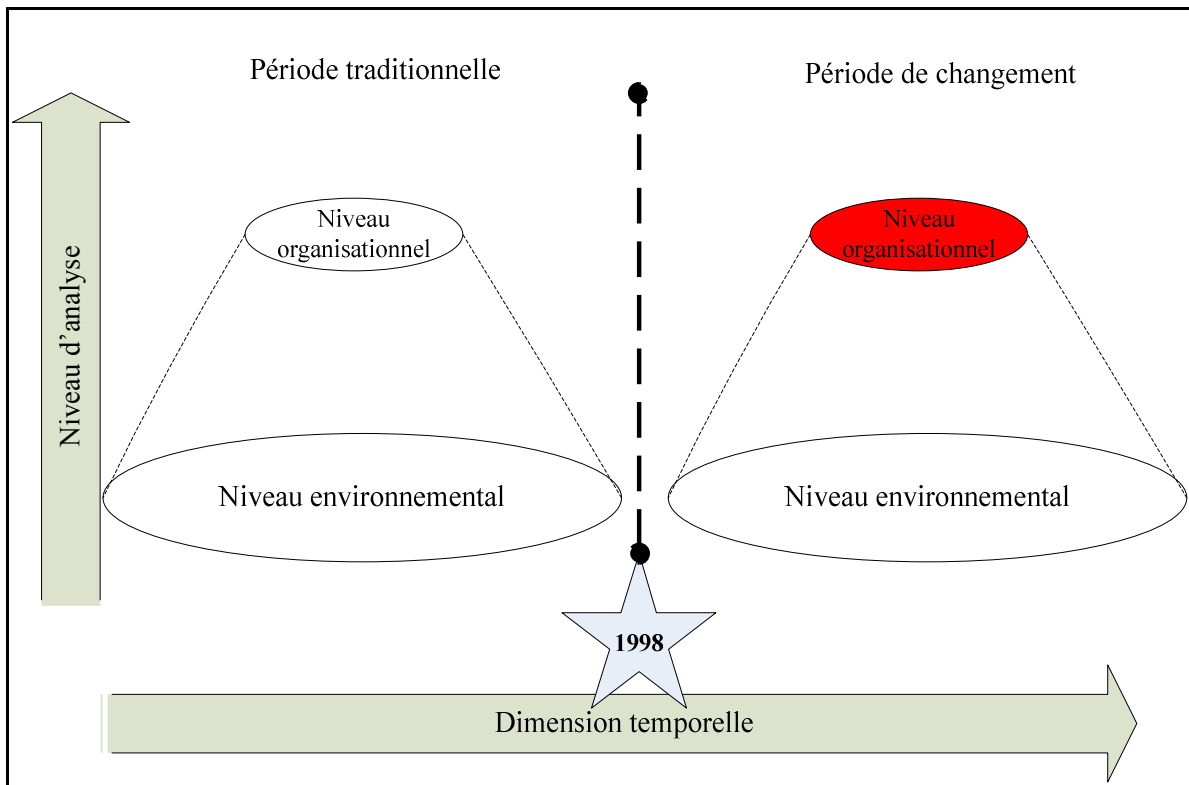 Période traditionnelle
Période de changement
Niveau
organisationnel
Niveau
organisationnel
Niveau d’analyse
Niveau environnemental
Niveau environnemental
1998
Dimension temporelle